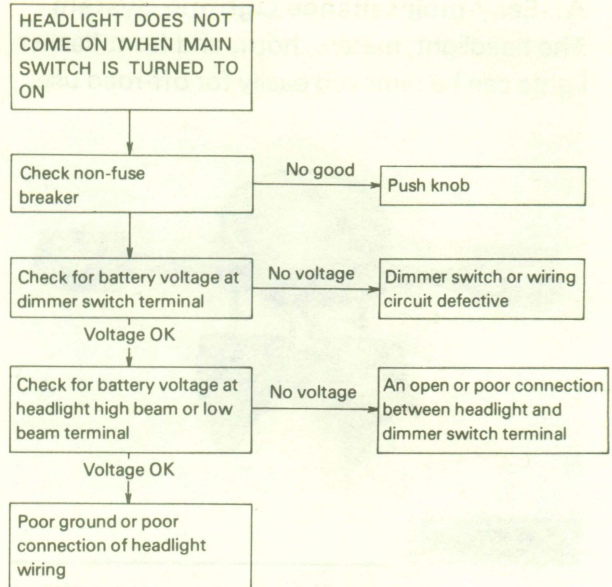 HEADLIGHT DOES NOT
COME ON WHEN MAIN
SWITCH IS TURNED TO
ON
Check non-fuse
breaker
No good
Push knob
Check for battery voltage at
dimmer switch terminal
No voltage
Dimmer switch or wiring
circuit defective
Voltage OK
Check for battery voltage at
headlight high beam or low
beam terminal
No voltage
An open or poor connection
between headlight and
dimmer switch terminal
Voltage OK
Poor ground or poor
connection of headlight
wiring